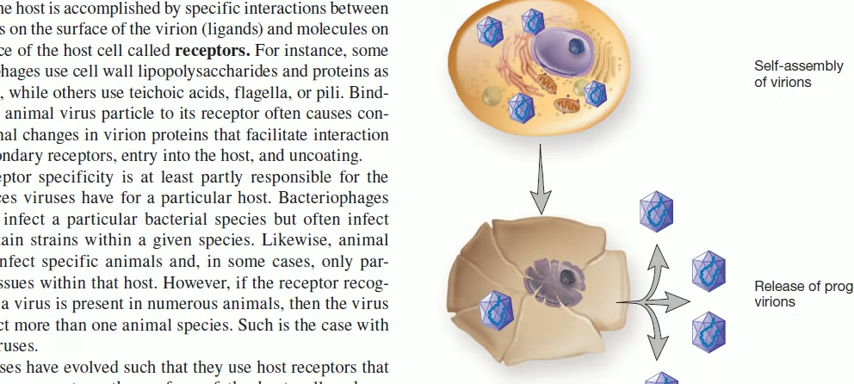 he host is accomplished by specific interactions between
s on the surface of the virion (ligands) and molecules on
ce of the host cell called receptors. For instance, some
hages use cell wall lipopolysaccharides and proteins as
, while others use teichoic acids, flagella, or pili. Bind-
animal virus particle to its receptor often causes con-
nal changes in virion proteins that facilitate interaction
ondary receptors, entry into the host, and uncoating.
eptor specificity is at least partly responsible for the
ces viruses have for a particular host. Bacteriophages
infect a particular bacterial species but often infect
tain strains within a given species. Likewise, animal
nfect specific animals and, in some cases, only par-
issues within that host. However, if the receptor recog-
a virus is present in numerous animals, then the virus
ct more than one animal species. Such is the case with
ruses.
ses have evolved such that they use host receptors that
Self-assembly
of virions
Release of prog
virions